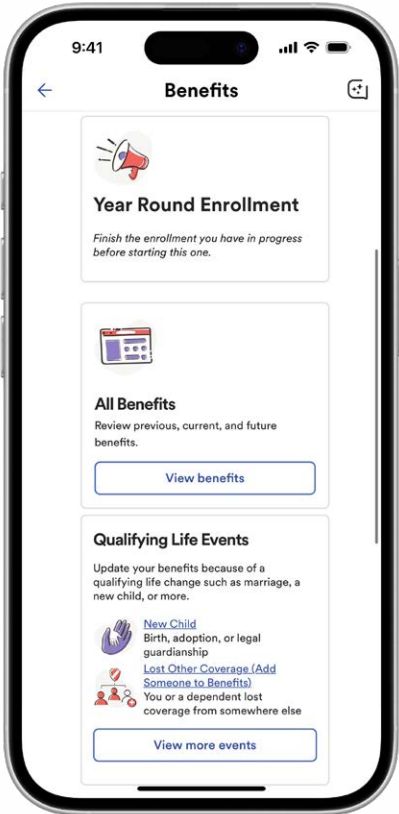 9:41
Benefits
Year Round Enrollment
Finish the enrollment you have in progress
before starting this one.
All Benefits
Review previous, current, and future
benefits.
View benefits
Qualifying Life Events
Update your benefits because of a
qualifying life change such as marriage, a
new child, or more.
New Child
Birth, adoption, or legal
guardianship
Lost Other Coverage (Add
Someone to Benefits)
You or a dependent lost
coverage from somewhere else
View more events